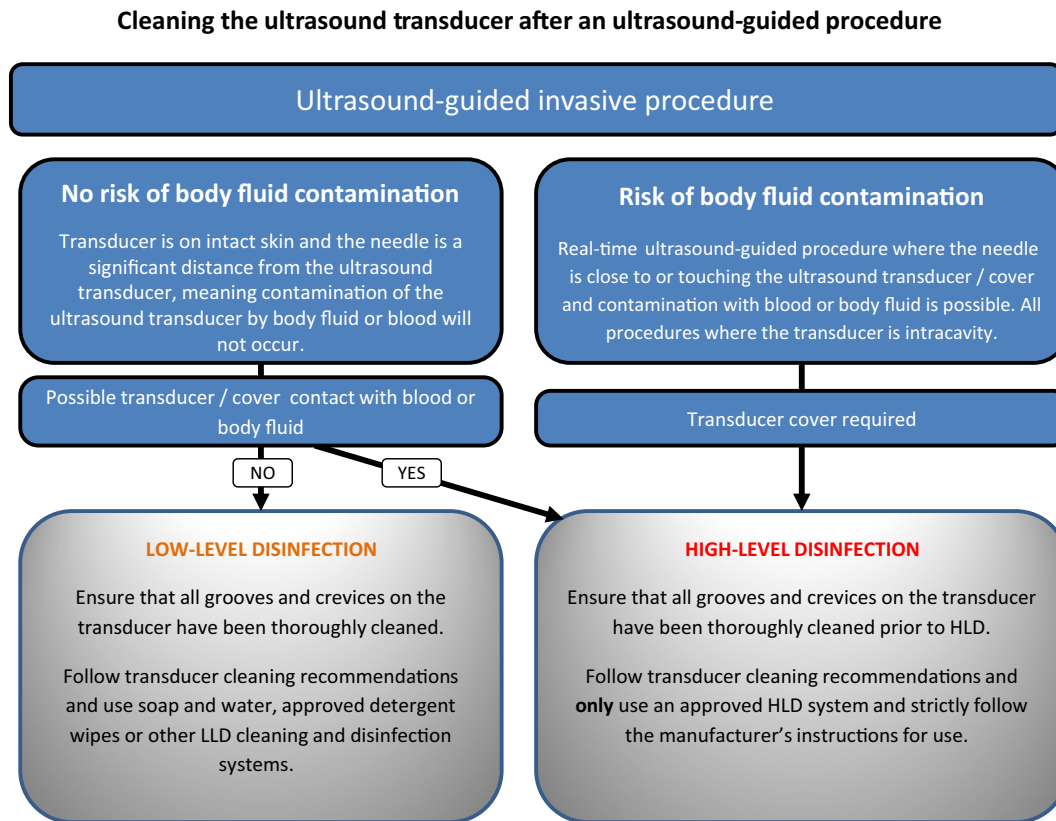 Cleaning the ultrasound transducer after an ultrasound-guided procedure
Ultrasound-guided invasive procedure
No risk of body fluid contamination
Transducer is on intact skin and the needle is a
significant distance from the ultrasound
transducer, meaning contamination of the
ultrasound transducer by body fluid or blood will
not occur.
Risk of body fluid contamination
Real-time ultrasound-guided procedure where the needle
is close to or touching the ultrasound transducer / cover
and contamination with blood or body fluid is possible. All
procedures where the transducer is intracavity.
Possible transducer / cover contact with blood or
body fluid
Transducer cover required
NO
YES
LOW-LEVEL DISINFECTION
Ensure that all grooves and crevices on the
transducer have been thoroughly cleaned.
Follow transducer cleaning recommendations
and use soap and water, approved detergent
wipes or other LLD cleaning and disinfection
systems.
HIGH-LEVEL DISINFECTION
Ensure that all grooves and crevices on the transducer
have been thoroughly cleaned prior to HLD.
Follow transducer cleaning recommendations and
only use an approved HLD system and strictly follow
the manufacturer's instructions for use.